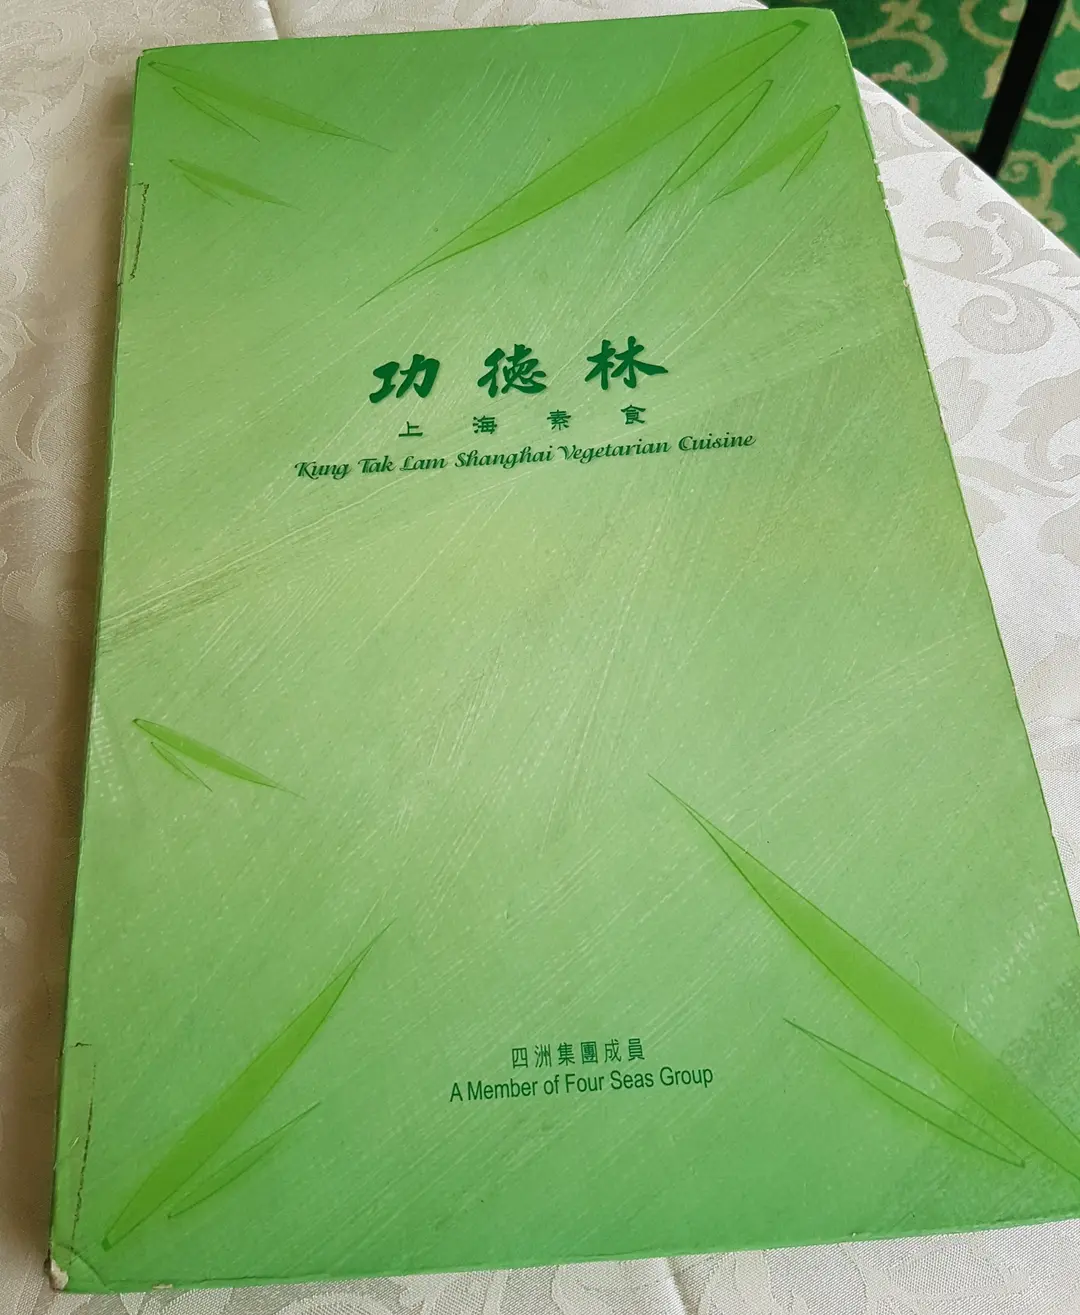 功德林
上海素食
Kung Tak Lam Shanghai Vegetarian Cuisine
四洲集團成員
A Member of Four Seas Group